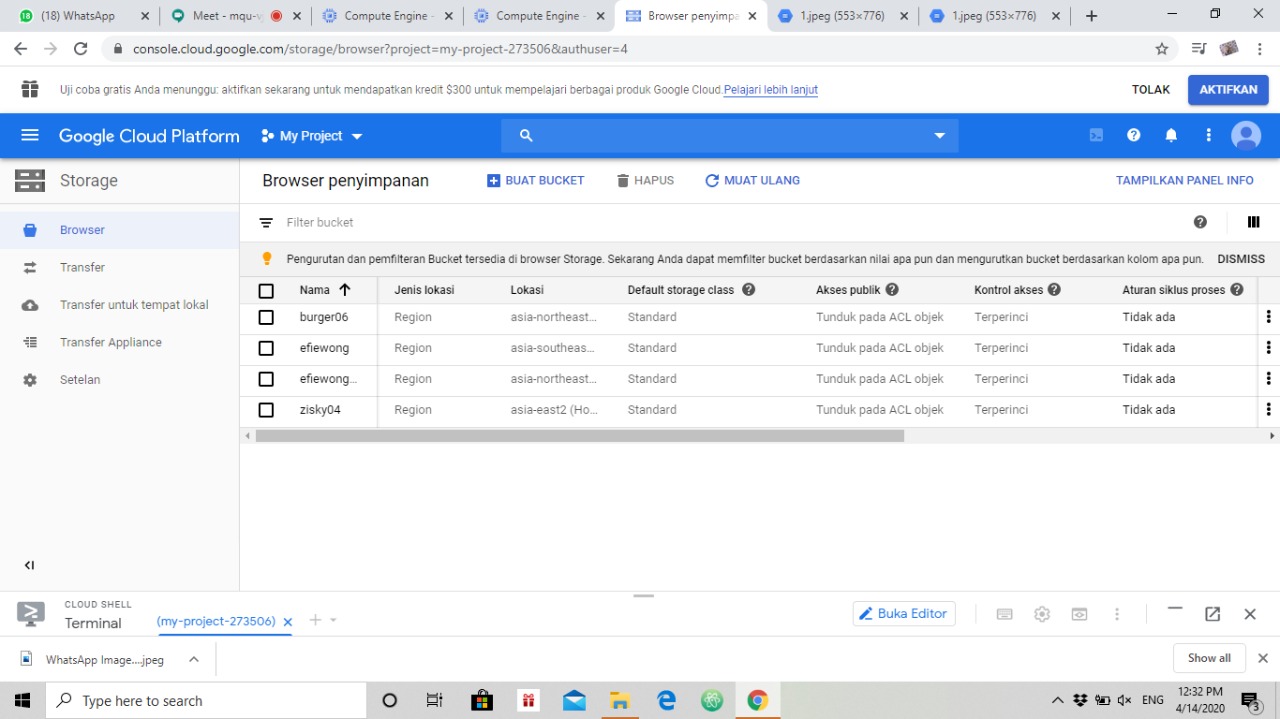 (18) WhatsApp
Meet - mqu-v
Compute Engine -
Compute Engine -
Browser penyimpa
1.jpeg (553×776)
1.jpeg (553×776)
console.cloud.google.com/storage/browser?project=my-project-273506&authuser=4
Uji coba gratis Anda menunggu: aktifkan sekarang untuk mendapatkan kredit $300 untuk mempelajari berbagai produk Google Cloud. Pelajari lebih lanjut
TOLAK
AKTIFKAN
Google Cloud Platform
My Project
Storage
Browser penyimpanan
BUAT BUCKET
HAPUS
MUAT ULANG
TAMPILKAN PANEL INFO
Browser
Transfer
Transfer untuk tempat lokal
Transfer Appliance
Setelan
Filter bucket
Pengurutan dan pemfilteran Bucket tersedia di browser Storage. Sekarang Anda dapat memfilter bucket berdasarkan nilai apa pun dan mengurutkan bucket berdasarkan kolom apa pun.
DISMISS
Nama Jenis lokasi Lokasi Default storage class Akses publik Kontrol akses Aturan siklus proses
burger06 Region asia-northeast... Standard Tunduk pada ACL objek Terperinci Tidak ada
efiewong Region asia-southeas... Standard Tunduk pada ACL objek Terperinci Tidak ada
efiewong... Region asia-northeast... Standard Tunduk pada ACL objek Terperinci Tidak ada
zisky04 Region asia-east2 (Ho... Standard Tunduk pada ACL objek Terperinci Tidak ada
CLOUD SHELL
Terminal
(my-project-273506)
Buka Editor
WhatsApp Image....jpeg
Show all
Type here to search
ENG
12:32 PM
4/14/2020
3